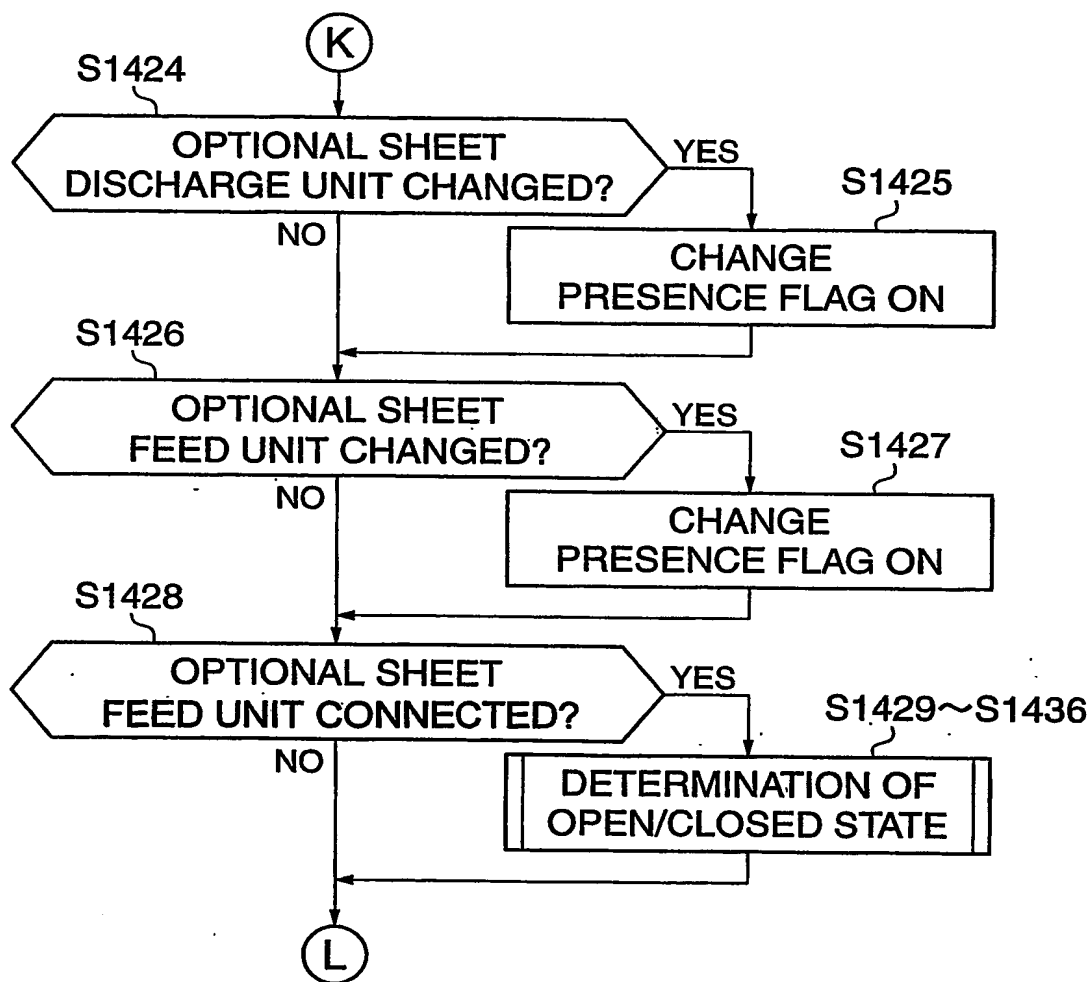 K
S1424
OPTIONAL SHEET
DISCHARGE UNIT CHANGED?
YES
NO
S1425
CHANGE
PRESENCE FLAG ON
S1426
OPTIONAL SHEET
FEED UNIT CHANGED?
YES
NO
S1427
CHANGE
PRESENCE FLAG ON
S1428
OPTIONAL SHEET
FEED UNIT CONNECTED?
YES
NO
S1429～S1436
DETERMINATION OF
OPEN/CLOSED STATE
L